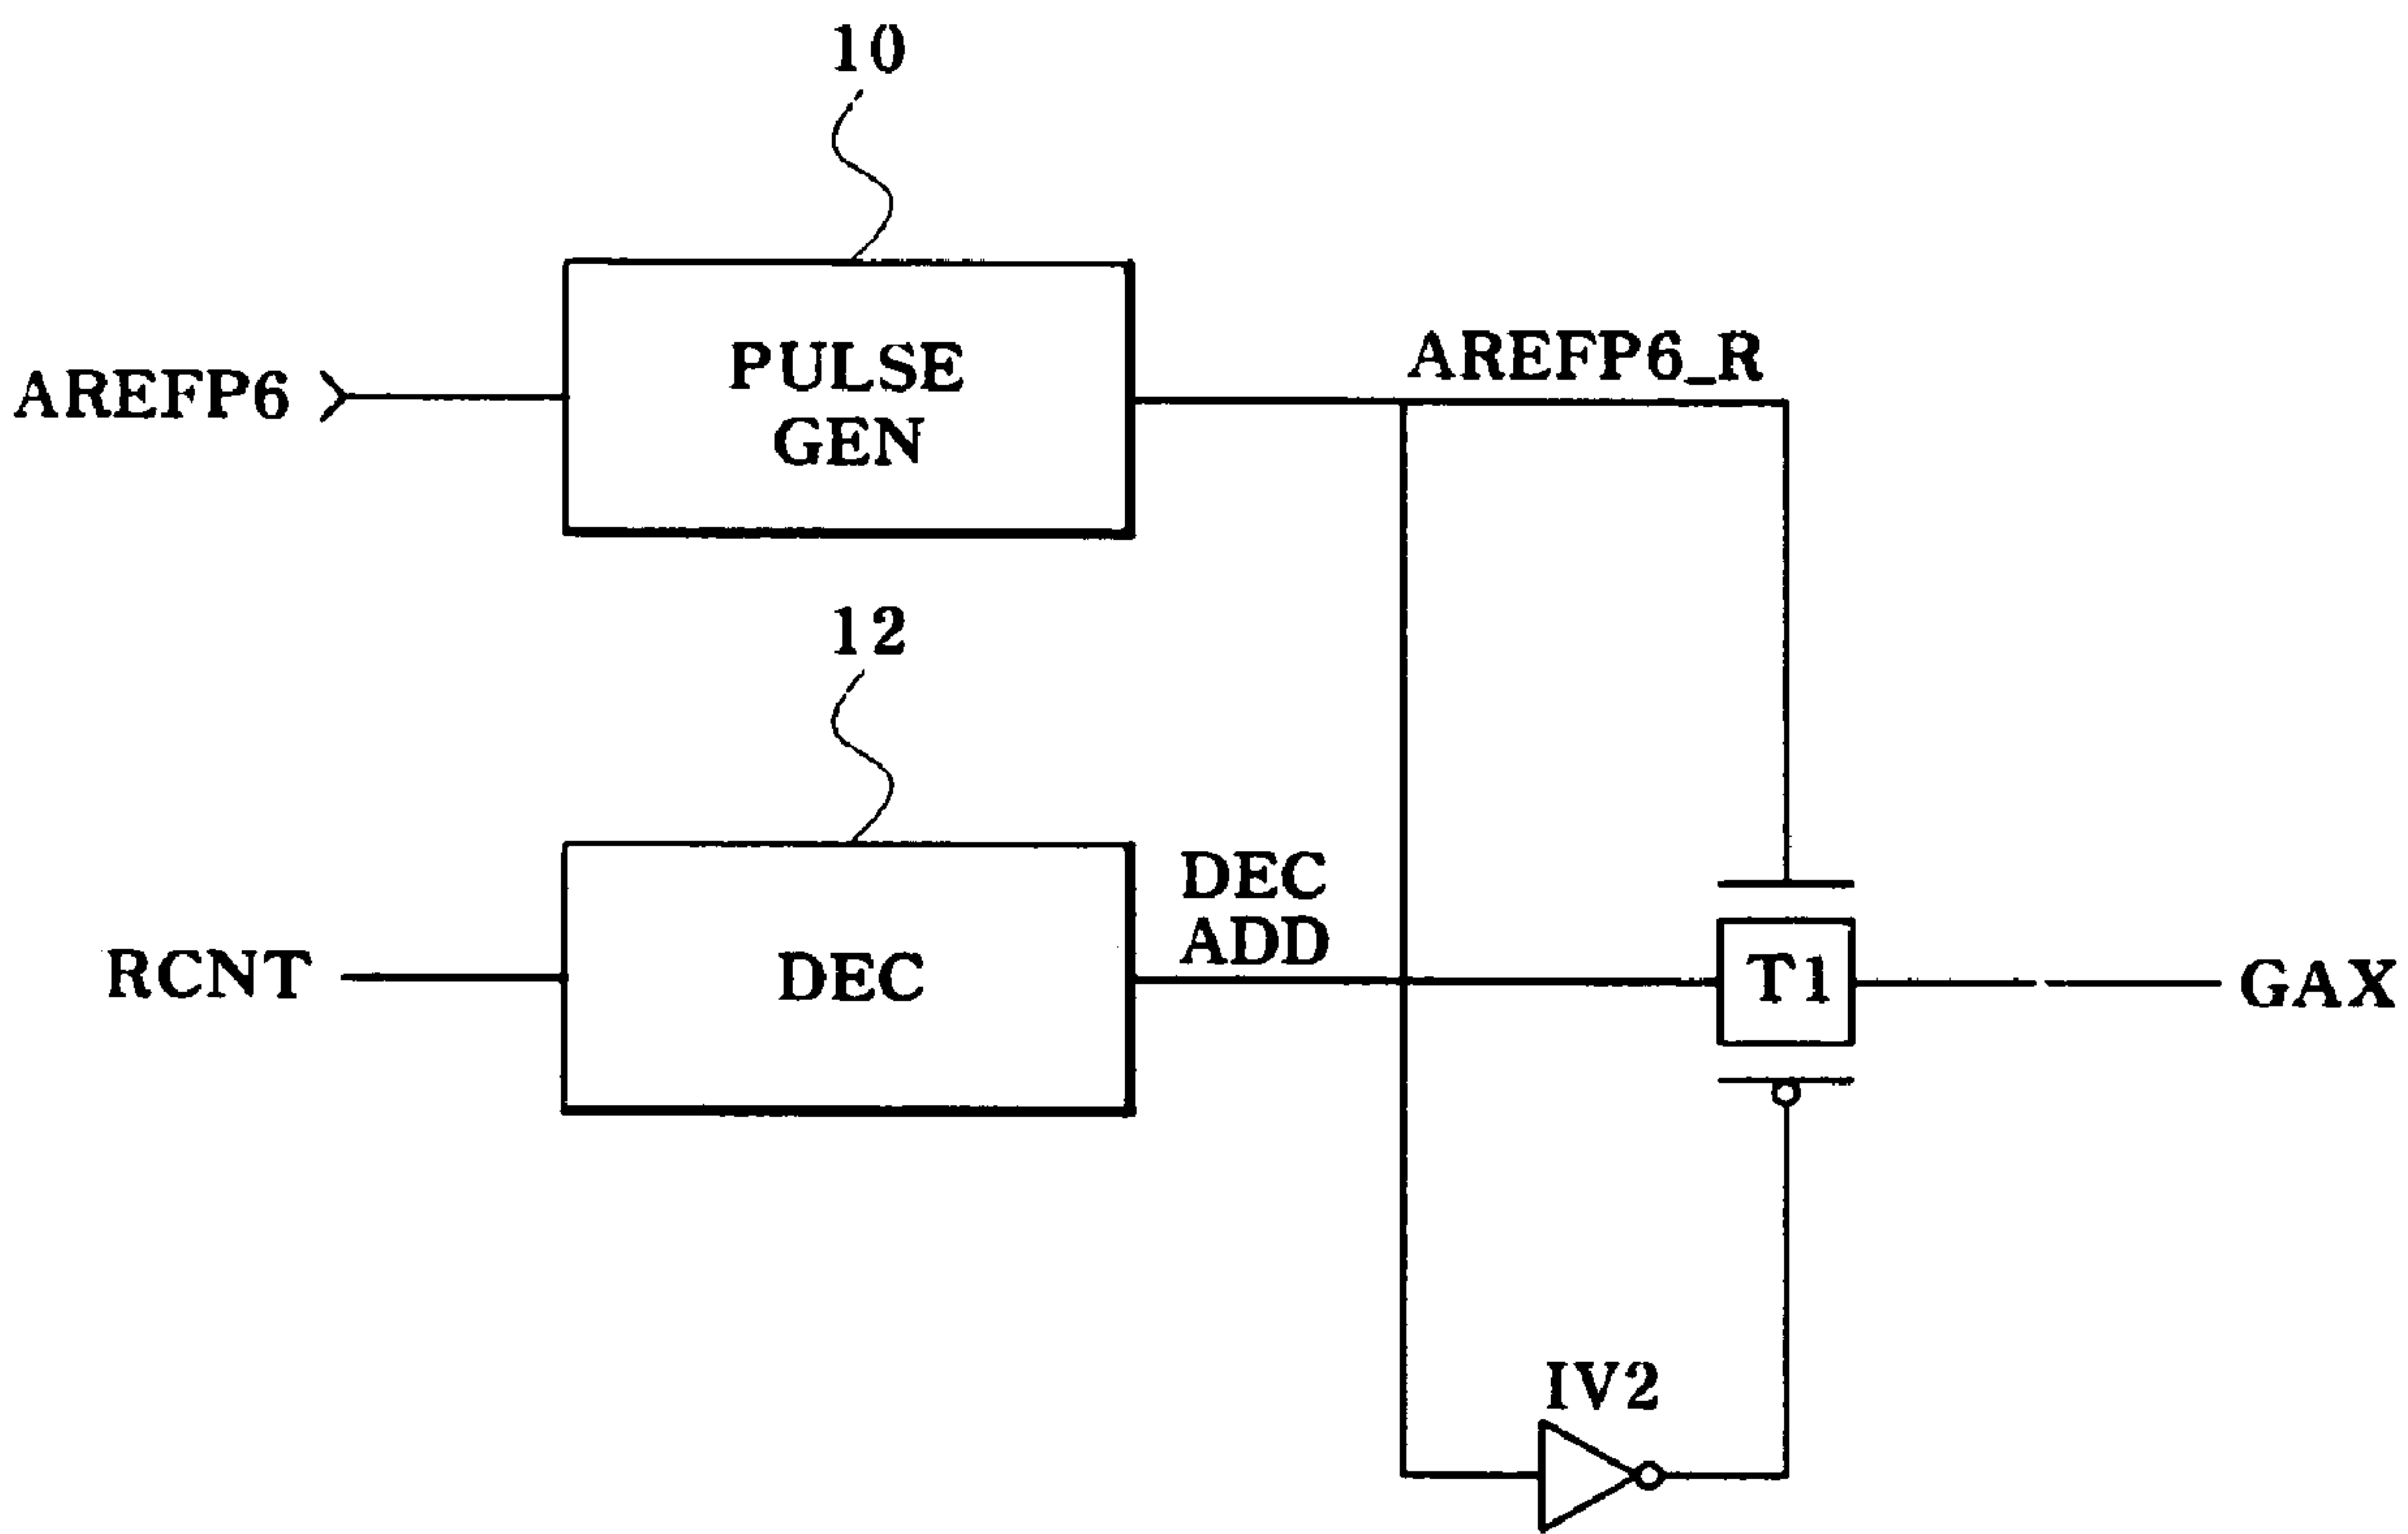 10
AREFP6
PULSE
GEN
AREFP6_R
12
RCNT
DEC
DEC
ADD
T1
GAX
IV2